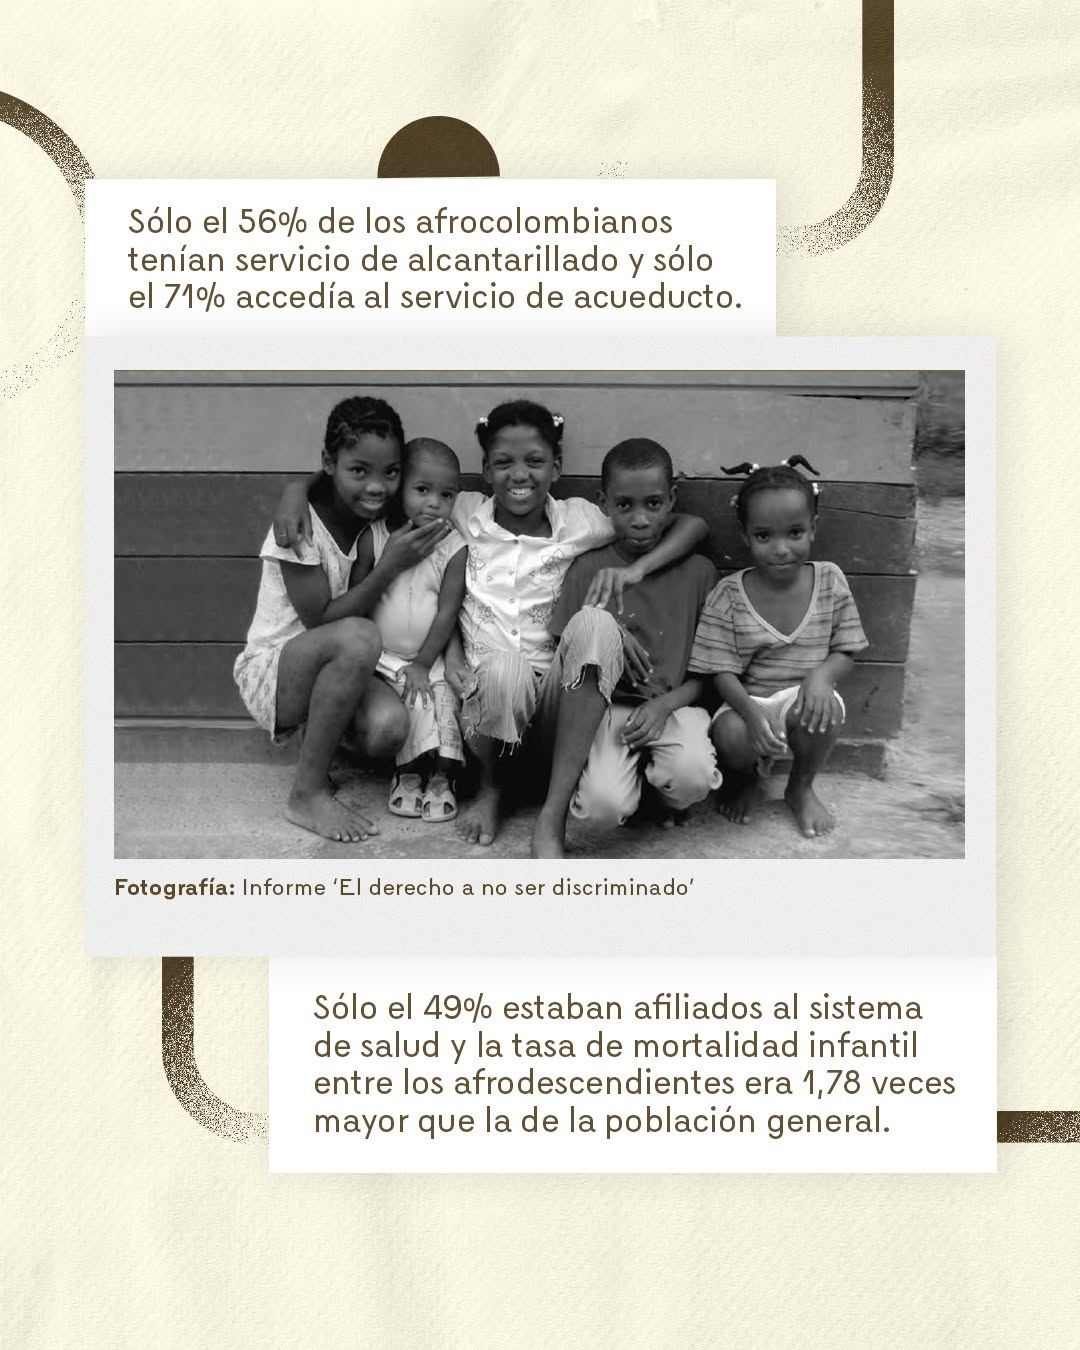 Sólo el 56% de los afrocolombianos
tenían servicio de alcantarillado y sólo
el 71% accedía al servicio de acueducto.
Fotografía: Informe ‘El derecho a no ser discriminado’
Sólo el 49% estaban afiliados al sistema
de salud y la tasa de mortalidad infantil
entre los afrodescendientes era 1,78 veces
mayor que la de la población general.